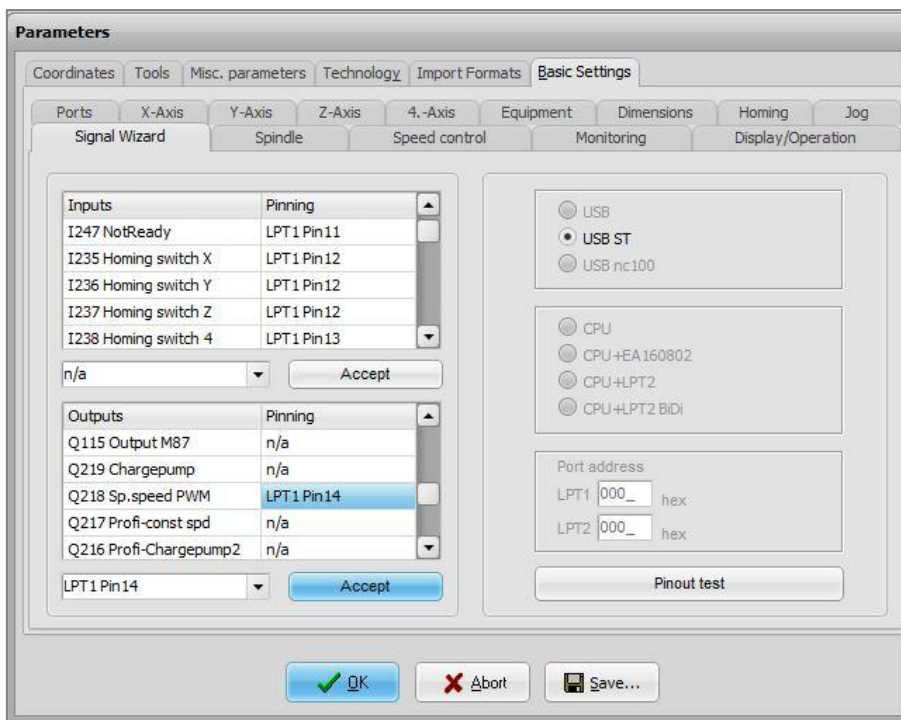 Parameters
Coordinates Tools Misc. parameters Technology Import Formats Basic Settings
Ports X-Axis Y-Axis Z-Axis 4.-Axis Equipment Dimensions Homing Jog
Signal Wizard Spindle Speed control Monitoring Display/Operation
Inputs Pinning
I247 NotReady LPT1 Pin11
I235 Homing switch X LPT1 Pin12
I236 Homing switch Y LPT1 Pin12
I237 Homing switch Z LPT1 Pin12
I238 Homing switch 4 LPT1 Pin13
n/a Accept
Outputs Pinning
Q115 Output M87 n/a
Q219 Chargepump n/a
Q218 Sp.speed PWM LPT1 Pin14
Q217 Profi-const spd n/a
Q216 Profi-Chargepump2 n/a
LPT1 Pin14 Accept
USB
USB ST
USB nc100
CPU
CPU+EA160802
CPU+LPT2
CPU+LPT2 BiDi
Port address
LPT1 000_ hex
LPT2 000_ hex
Pinout test
OK Abort Save...